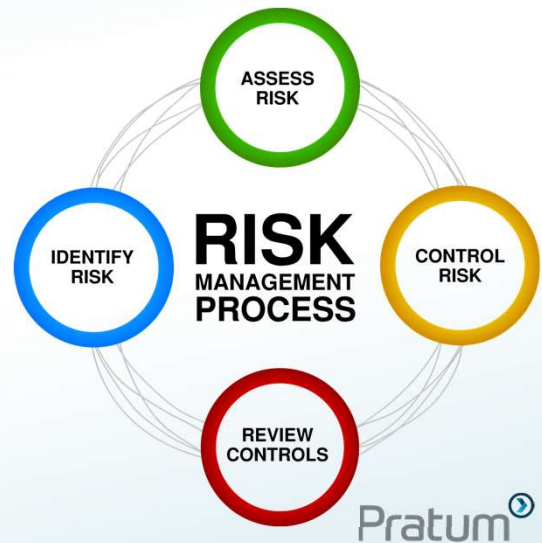 ASSESS
RISK
IDENTIFY
RISK
RISK
MANAGEMENT
PROCESS
CONTROL
RISK
REVIEW
CONTROLS
Pratum